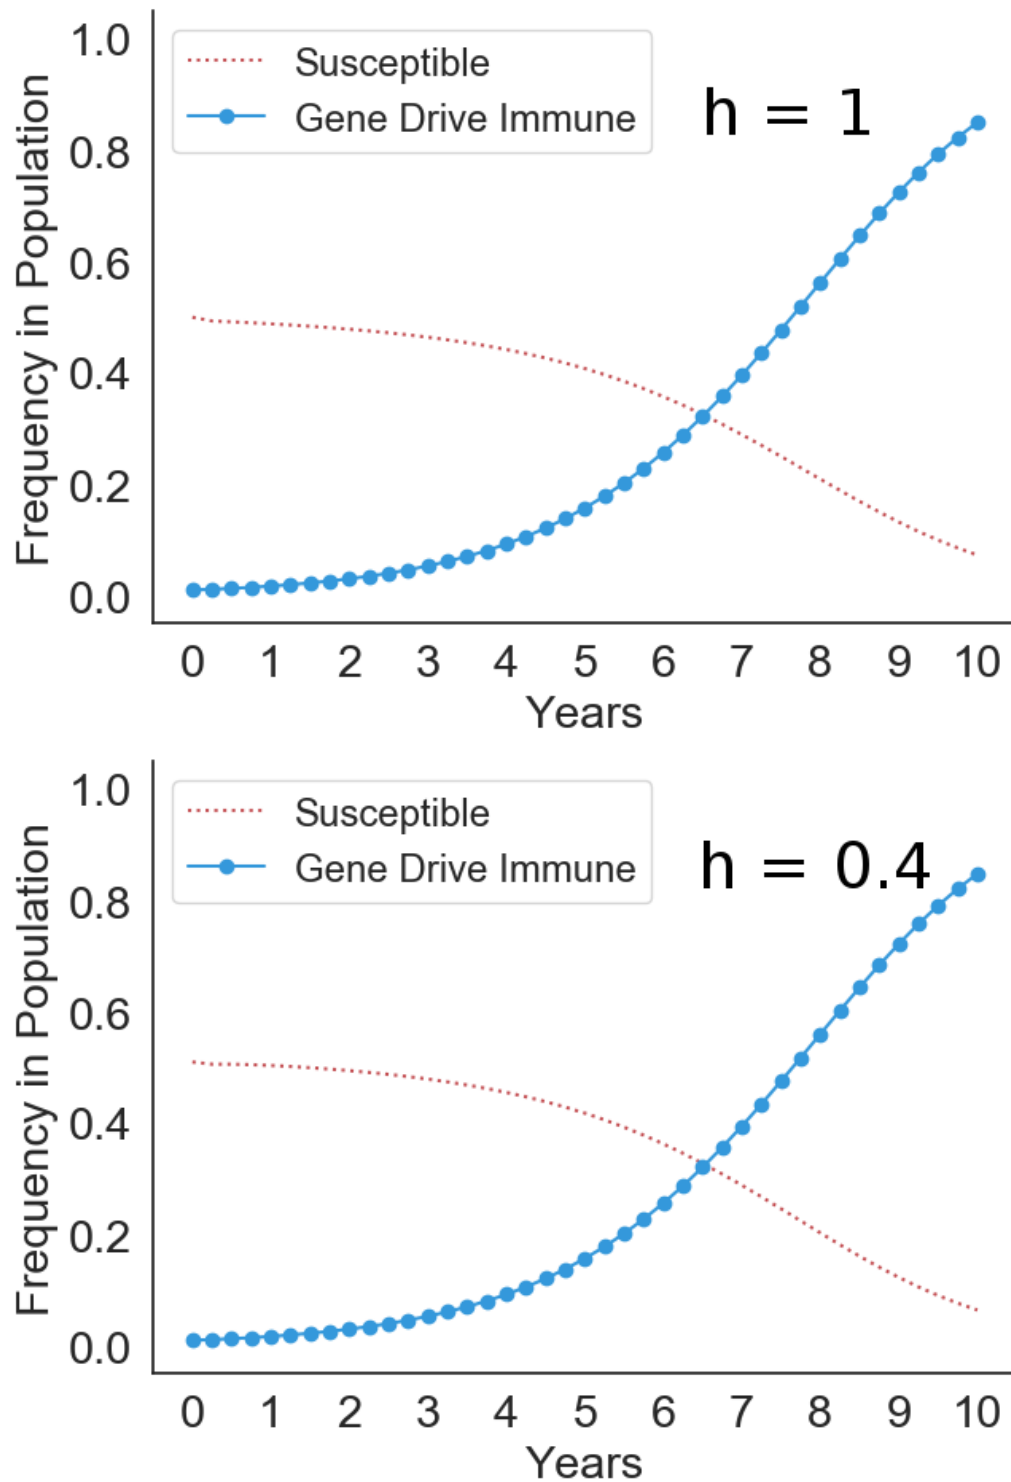 1.0
0.8
0.6
0.4
0.2
0.0
Frequency in Population
Susceptible
Gene Drive Immune
h = 1
0 1 2 3 4 5 6 7 8 9 10
Years
1.0
0.8
0.6
0.4
0.2
0.0
Frequency in Population
Susceptible
Gene Drive Immune
h = 0.4
0 1 2 3 4 5 6 7 8 9 10
Years